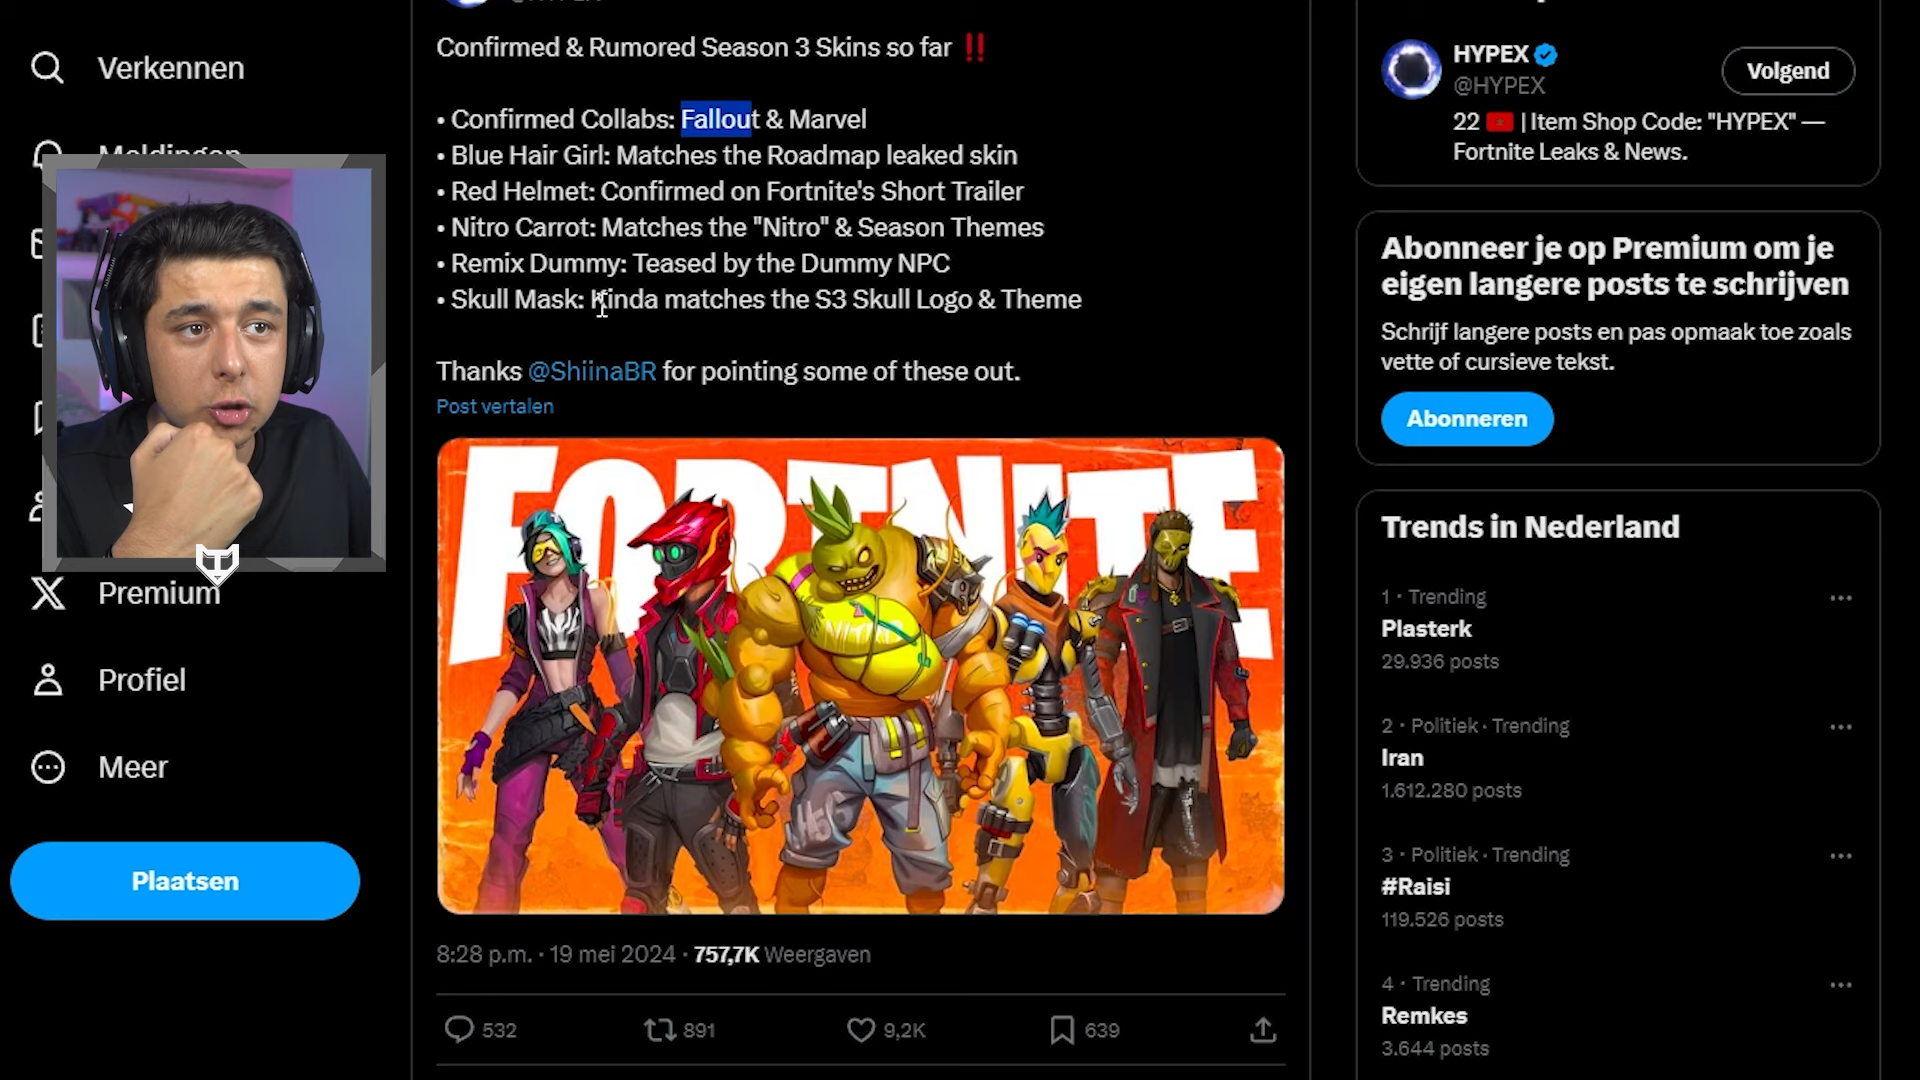 Verkennen
Meldingen
Premium
Profiel
Meer
Plaatsen
Confirmed & Rumored Season 3 Skins so far ‼️
• Confirmed Collabs: Fallout & Marvel
• Blue Hair Girl: Matches the Roadmap leaked skin
• Red Helmet: Confirmed on Fortnite's Short Trailer
• Nitro Carrot: Matches the "Nitro" & Season Themes
• Remix Dummy: Teased by the Dummy NPC
• Skull Mask: Kinda matches the S3 Skull Logo & Theme
Thanks @ShiinaBR for pointing some of these out.
Post vertalen
FORTNITE
8:28 p.m. · 19 mei 2024 · 757,7K Weergaven
532
891
9,2K
639
HYPEX
@HYPEX
Volgend
22 🇲🇦 | Item Shop Code: "HYPEX" —
Fortnite Leaks & News.
Abonneer je op Premium om je
eigen langere posts te schrijven
Schrijf langere posts en pas opmaak toe zoals
vette of cursieve tekst.
Abonneren
Trends in Nederland
1 · Trending
Plasterk
29.936 posts
2 · Politiek · Trending
Iran
1.612.280 posts
3 · Politiek · Trending
#Raisi
119.526 posts
4 · Trending
Remkes
3.644 posts